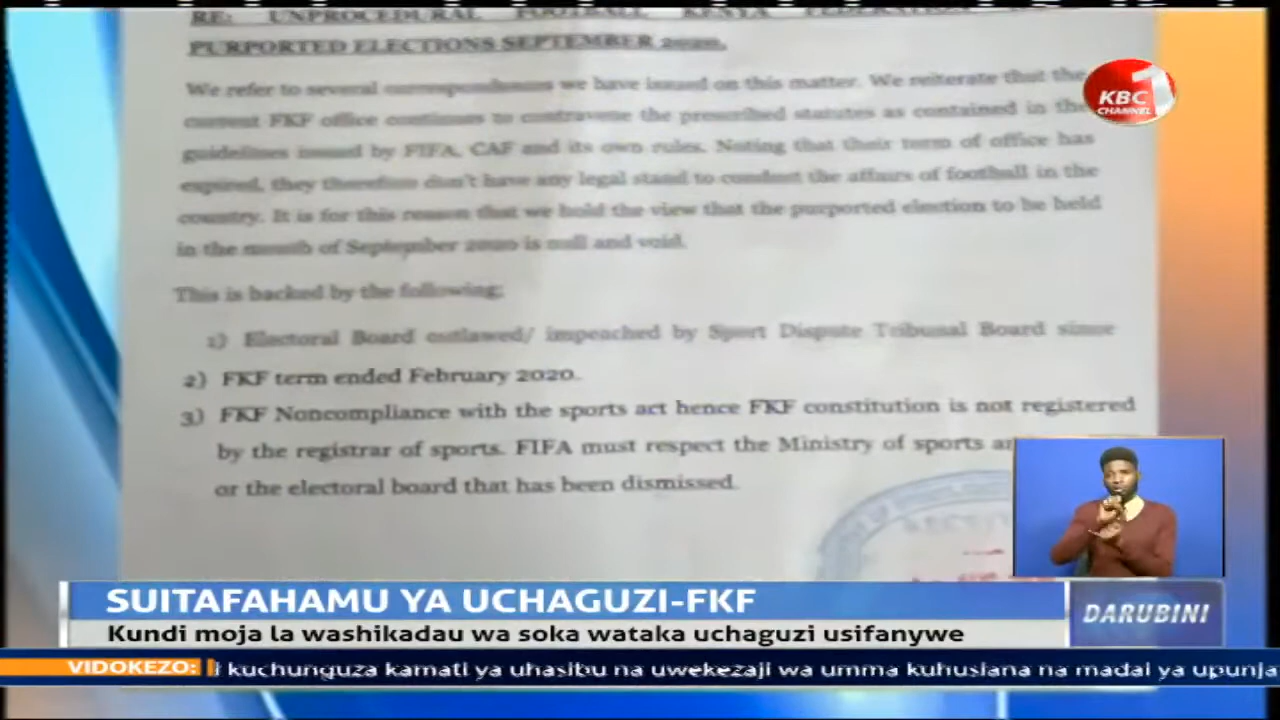 RE: UNPROCEDURAL FOOTBALL KENYA FEDERATION
PURPORTED ELECTIONS SEPTEMBER 2020.
We refer to several correspondences we have issued on this matter. We reiterate that the
current FKF office continues to contravene the prescribed statutes as contained in the
guidelines issued by FIFA, CAF and its own rules. Noting that their term of office has
expired, they therefore don't have any legal stand to conduct the affairs of football in the
country. It is for this reason that we hold the view that the purported election to be held
in the month of September 2020 is null and void.
This is backed by the following;
1) Electoral Board outlawed/ impeached by Sport Dispute Tribunal Board since
2) FKF term ended February 2020.
3) FKF Noncompliance with the sports act hence FKF constitution is not registered
by the registrar of sports. FIFA must respect the Ministry of sports
or the electoral board that has been dismissed.
KBC 1
CHANNEL
SUITAFAHAMU YA UCHAGUZI-FKF
DARUBINI
Kundi moja la washikadau wa soka wataka uchaguzi usifanywe
VIDOKEZO: i kuchunguza kamati ya uhasibu na uwekezaji wa umma kuhusiana na madai ya upunja